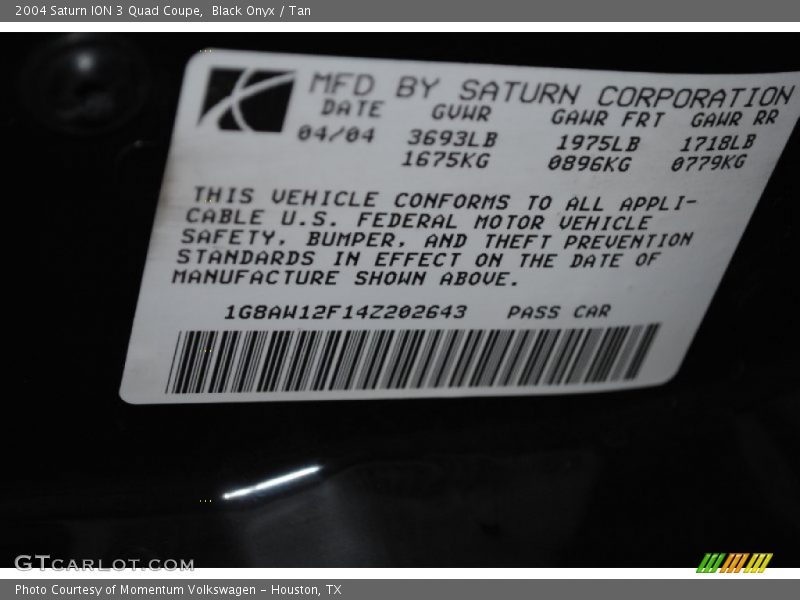 2004 Saturn ION 3 Quad Coupe, Black Onyx / Tan
MFD BY SATURN CORPORATION
DATE GVWR GAWR FRT GAWR RR
04/04 3693LB 1975LB 1718LB
1675KG 0896KG 0779KG
THIS VEHICLE CONFORMS TO ALL APPLI-
CABLE U.S. FEDERAL MOTOR VEHICLE
SAFETY, BUMPER, AND THEFT PREVENTION
STANDARDS IN EFFECT ON THE DATE OF
MANUFACTURE SHOWN ABOVE.
1G8AW12F14Z202643 PASS CAR
GTCARLOT.COM
Photo Courtesy of Momentum Volkswagen - Houston, TX